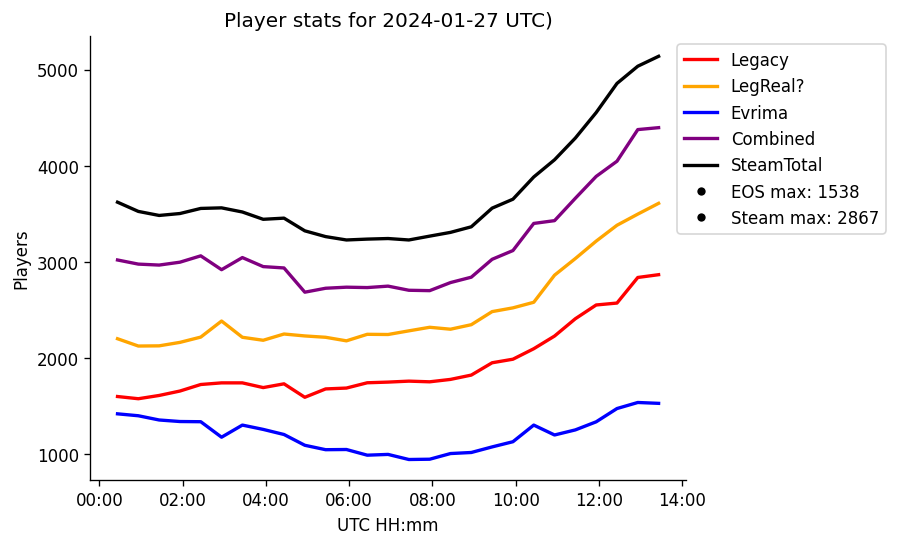 Player stats for 2024-01-27 UTC)
5000
4000
3000
2000
1000
Players
00:00 02:00 04:00 06:00 08:00 10:00 12:00 14:00
UTC HH:mm
Legacy
LegReal?
Evrima
Combined
SteamTotal
EOS max: 1538
Steam max: 2867